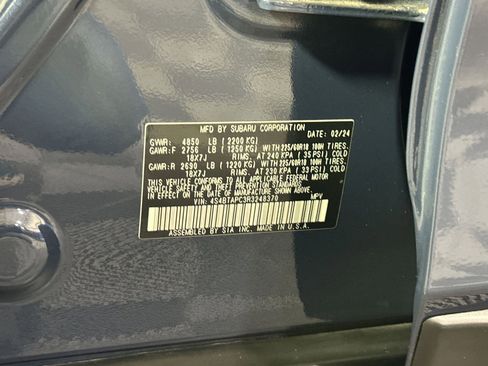 MFD. BY SUBARU CORPORATION DATE: 02/24
GVWR: 4850 LB (2200 KG)
GAWR:F 2756 LB (1250 KG) WITH 225/60R18 100H TIRES,
18X7J RIMS, AT 240 KPA (35 PSI) COLD
GAWR:R 2690 LB (1220 KG) WITH 225/60R18 100H TIRES,
18X7J RIMS, AT 230 KPA (33 PSI) COLD
THIS VEHICLE CONFORMS TO ALL APPLICABLE FEDERAL MOTOR
VEHICLE SAFETY AND THEFT PREVENTION STANDARDS
IN EFFECT ON THE DATE OF MANUFACTURE SHOWN ABOVE.
VIN: 4S4BTAPC3R3248370 MPV
ASSEMBLED BY SIA INC. MADE IN U.S.A.